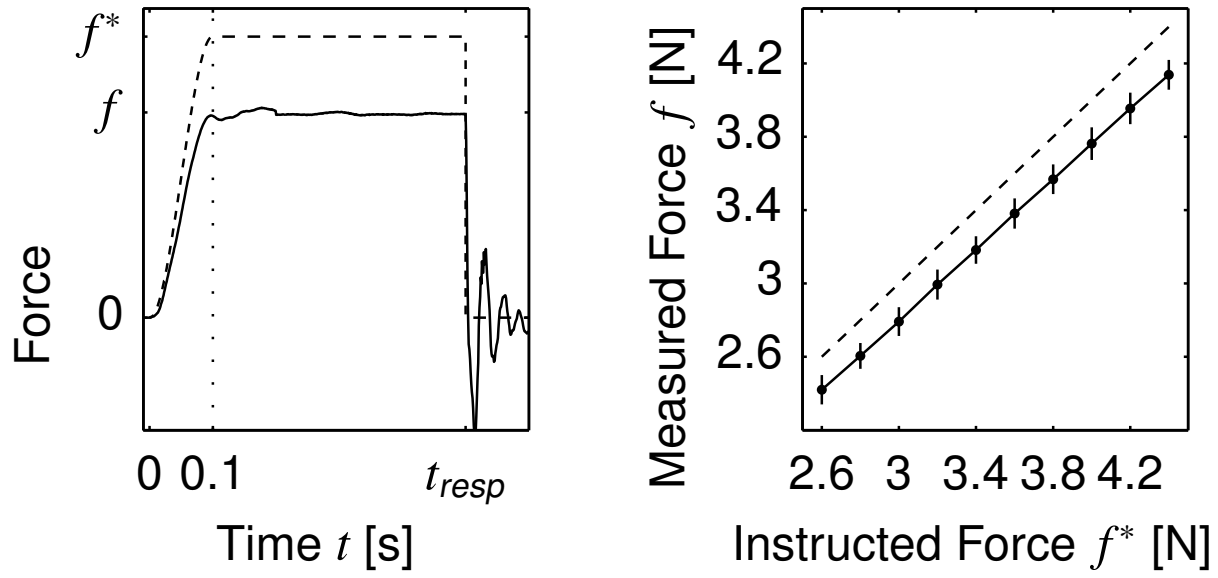 f*
f
0
Force
0 0.1 t_resp
Time t [s]
Measured Force f [N]
4.2
3.8
3.4
3
2.6
2.6 3 3.4 3.8 4.2
Instructed Force f* [N]